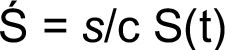 Ś = s/c S(t)